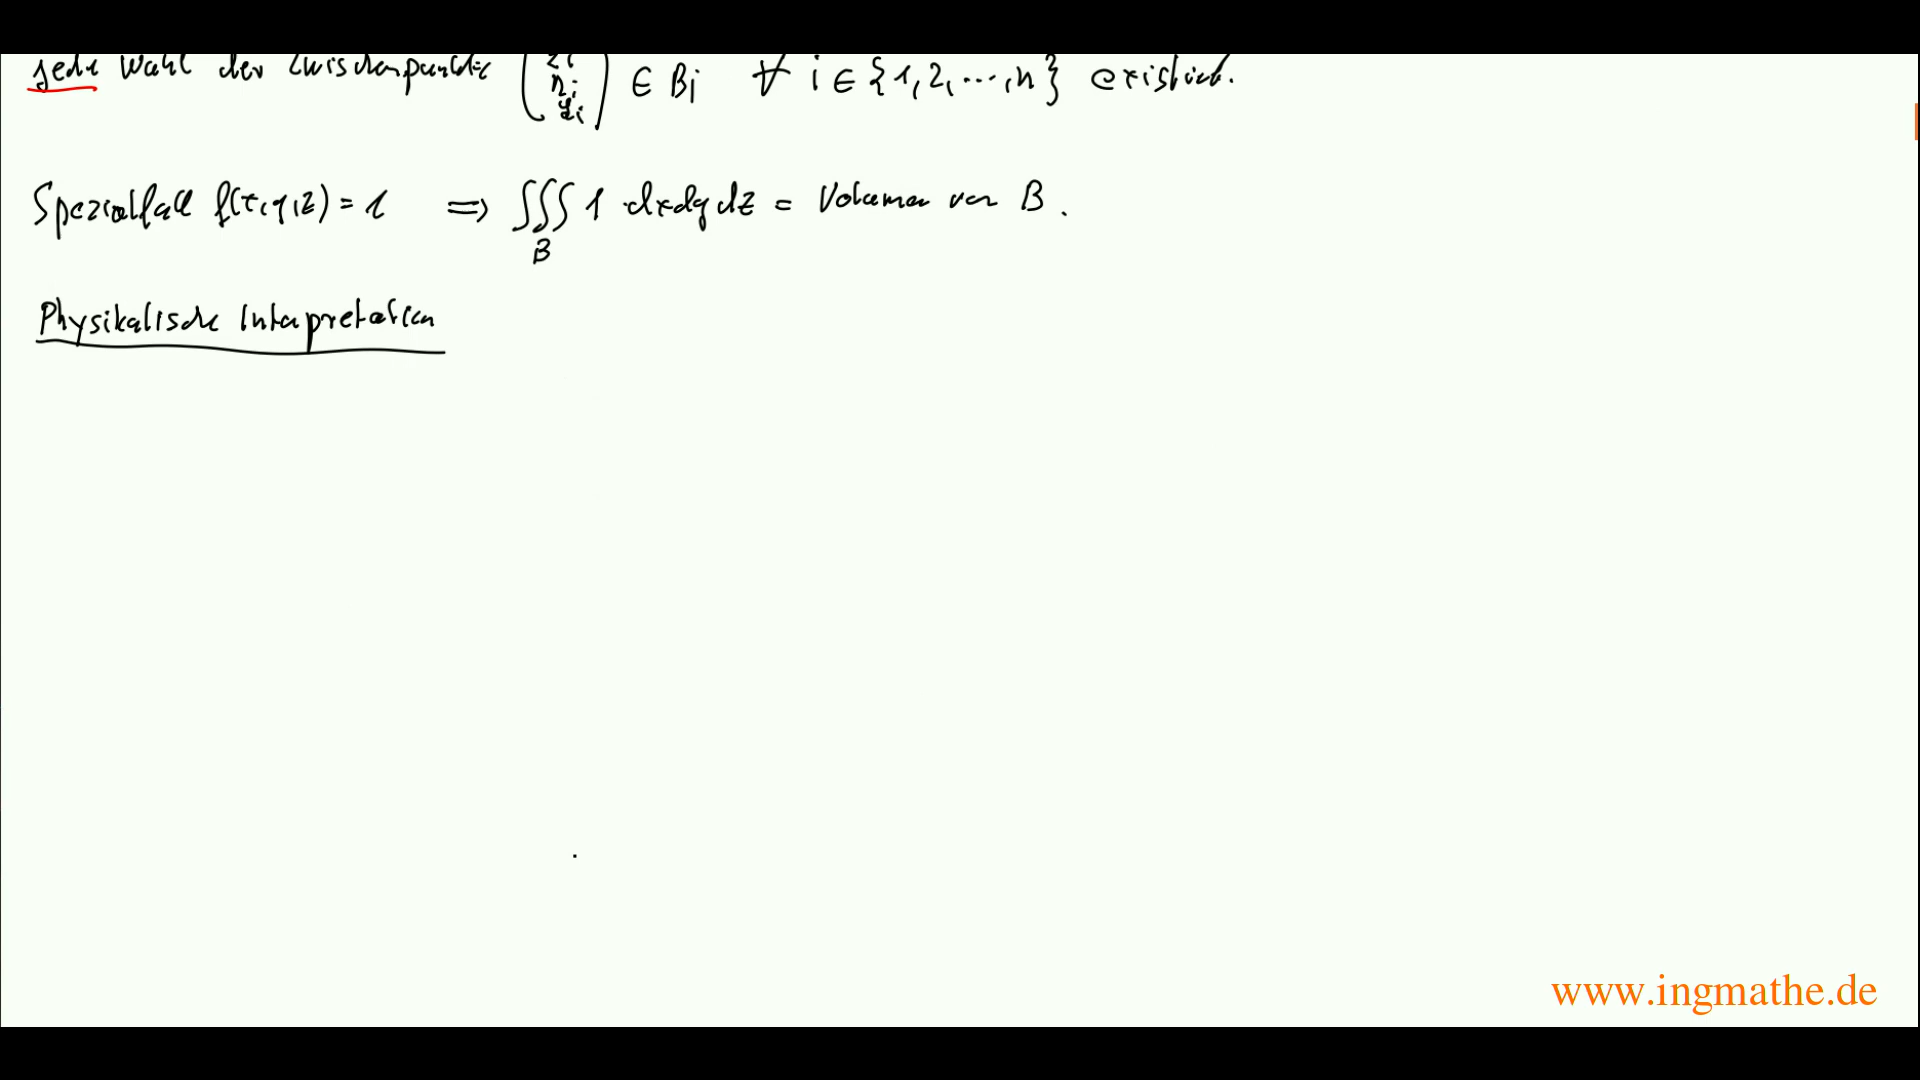 jede Wahl der Zwischenpunkte (ξi ηi ζi) ∈ Bi ∀ i ∈ {1,2,...,n} existiert.
Spezialfall f(x,y,z) = 1 ⟹ ∭B 1 dxdydz = Volumen von B.
Physikalische Interpretation
www.ingmathe.de